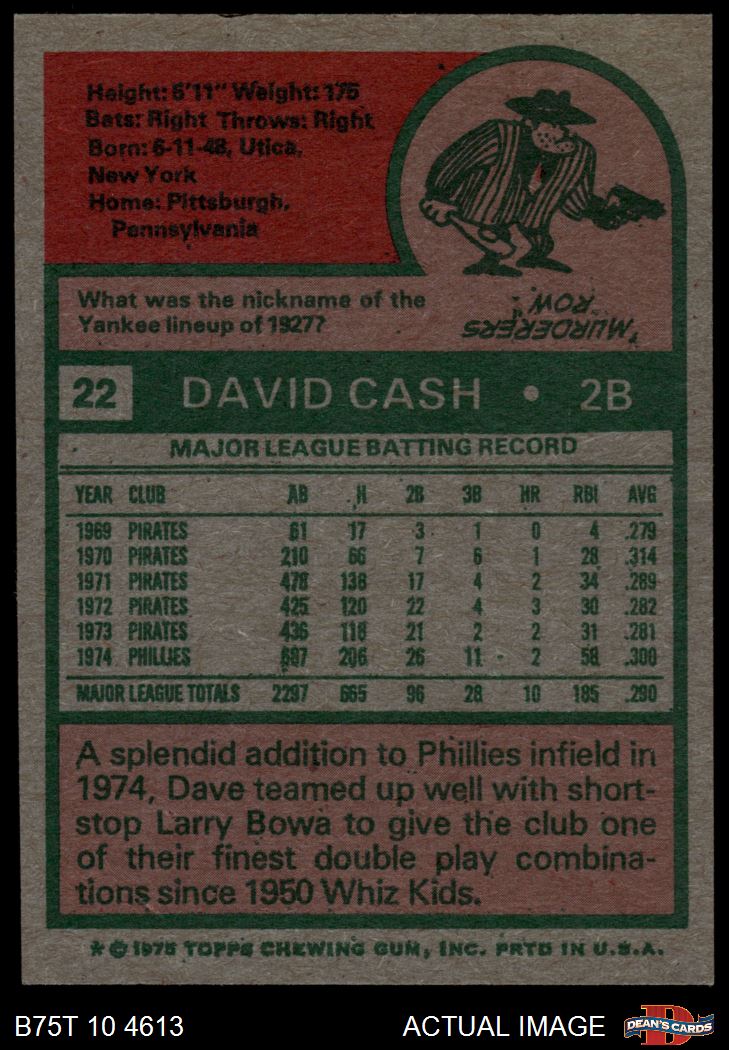 Height: 5'11" Weight: 175
Bats: Right Throws: Right
Born: 6-11-48, Utica,
New York
Home: Pittsburgh,
Pennsylvania
What was the nickname of the
Yankee lineup of 1927?
"MURDERERS
ROW."
22 DAVID CASH • 2B
MAJOR LEAGUE BATTING RECORD
YEAR CLUB AB H 2B 3B HR RBI AVG
1969 PIRATES 61 17 3 1 0 4 .279
1970 PIRATES 210 66 7 6 1 28 .314
1971 PIRATES 478 138 17 4 2 34 .289
1972 PIRATES 425 120 22 4 3 30 .282
1973 PIRATES 436 118 21 2 2 31 .281
1974 PHILLIES 687 206 26 11 2 58 .300
MAJOR LEAGUE TOTALS 2297 665 96 28 10 185 .290
A splendid addition to Phillies infield in
1974, Dave teamed up well with short-
stop Larry Bowa to give the club one
of their finest double play combina-
tions since 1950 Whiz Kids.
* © 1975 TOPPS CHEWING GUM, INC. PRTD IN U.S.A.
B75T 10 4613 ACTUAL IMAGE DEAN'S CARDS